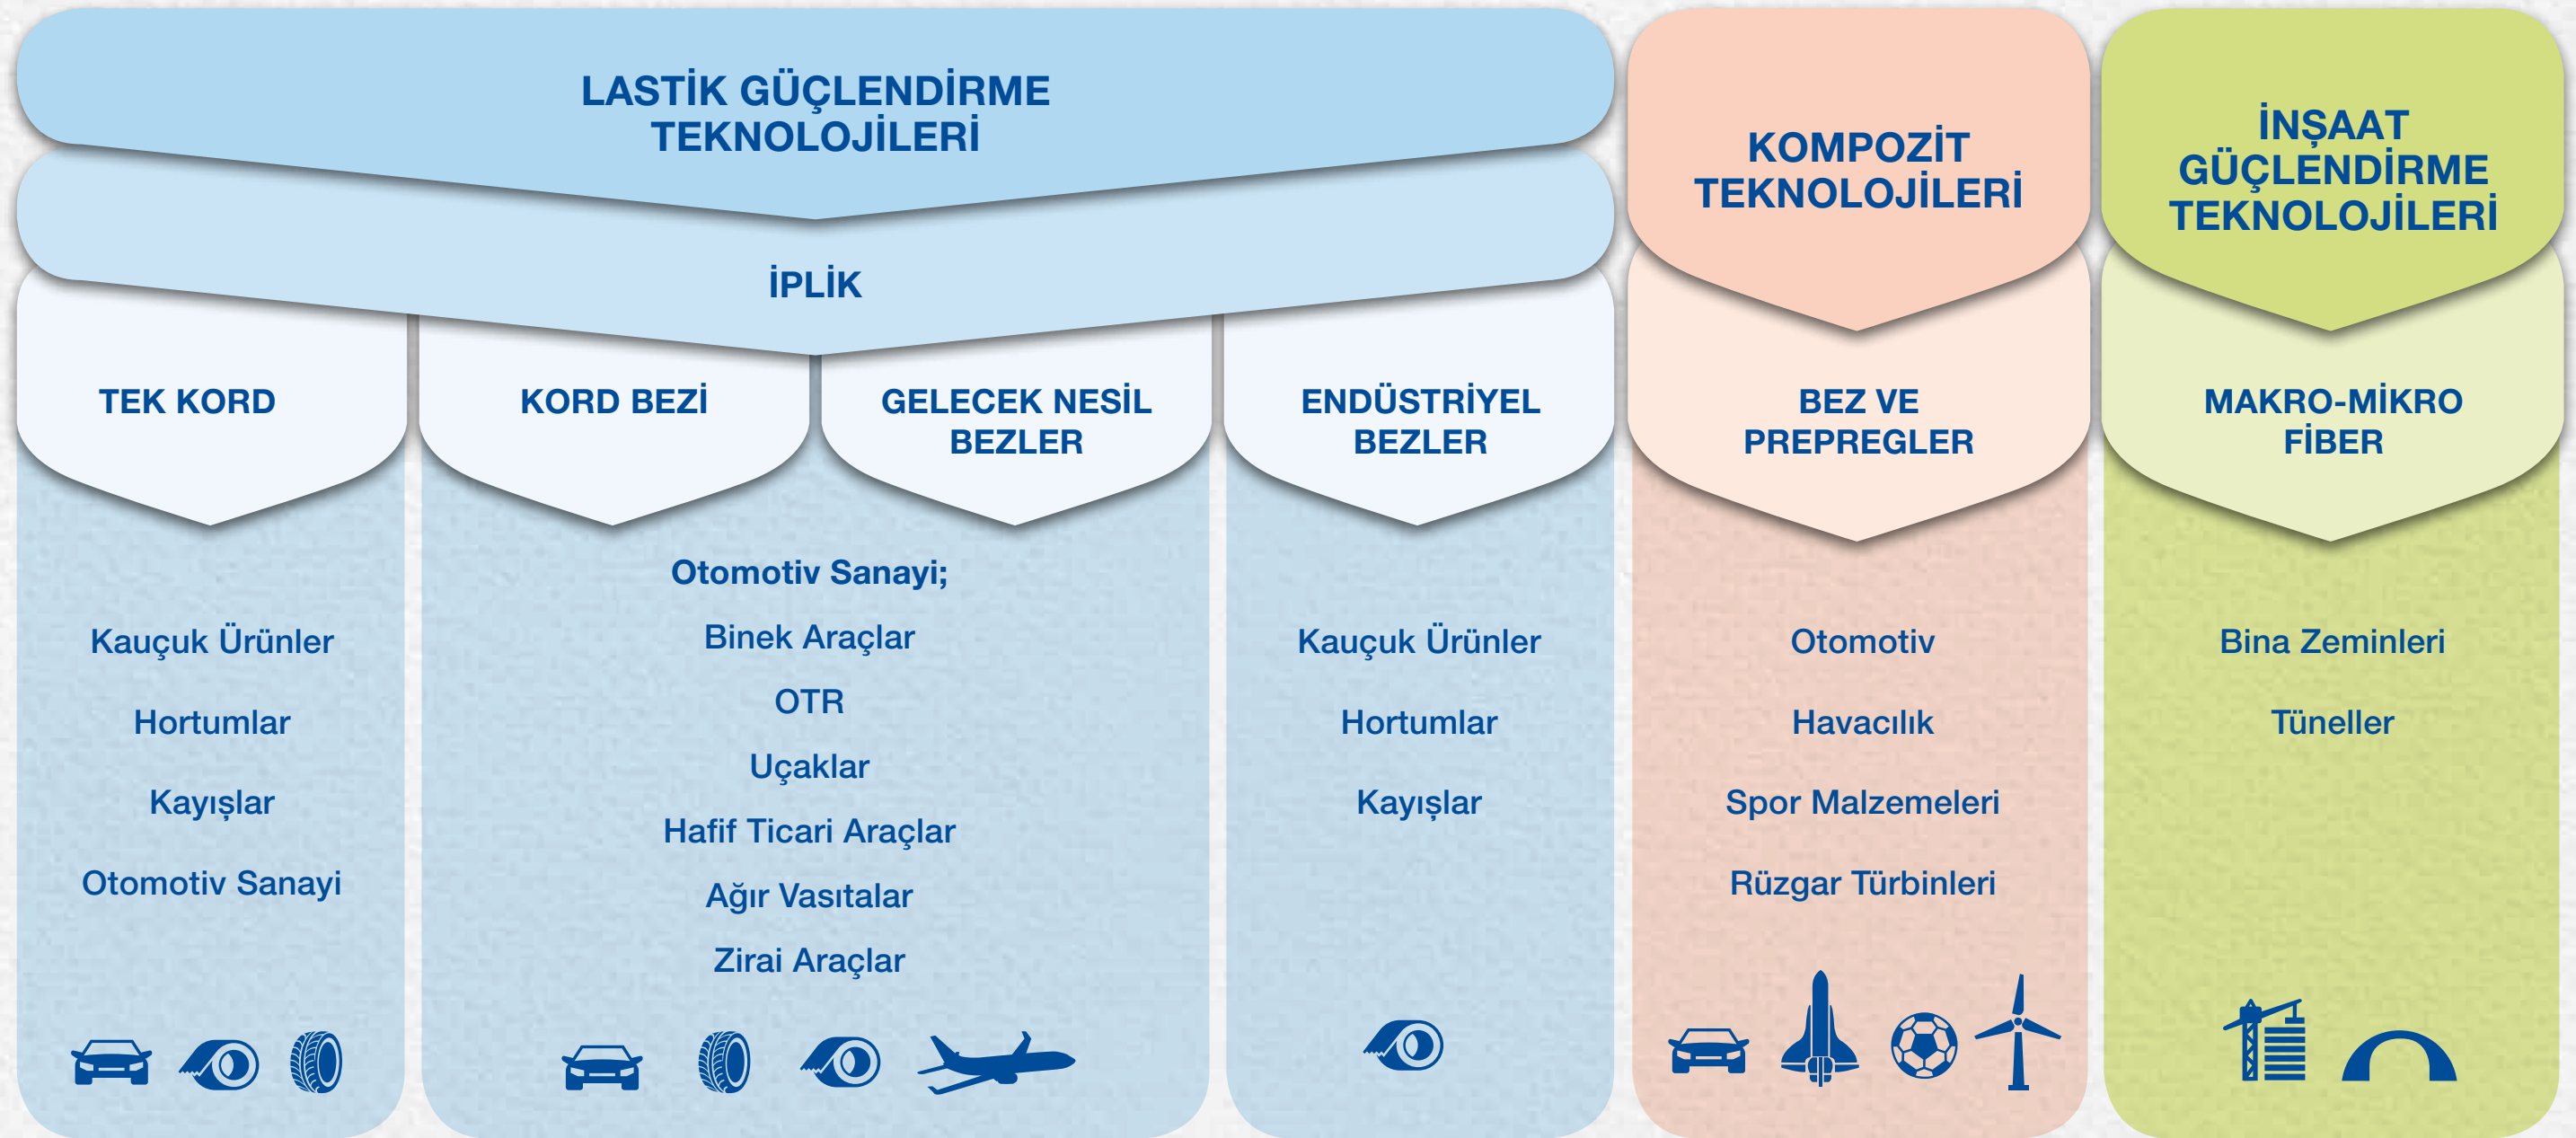 LASTİK GÜÇLENDİRME
TEKNOLOJİLERİ
İPLİK
TEK KORD
Kauçuk Ürünler
Hortumlar
Kayışlar
Otomotiv Sanayi
KORD BEZİ
GELECEK NESİL
BEZLER
Otomotiv Sanayi;
Binek Araçlar
OTR
Uçaklar
Hafif Ticari Araçlar
Ağır Vasıtalar
Zirai Araçlar
ENDÜSTRİYEL
BEZLER
Kauçuk Ürünler
Hortumlar
Kayışlar
KOMPOZİT
TEKNOLOJİLERİ
BEZ VE
PREPREGLER
Otomotiv
Havacılık
Spor Malzemeleri
Rüzgar Türbinleri
İNŞAAT
GÜÇLENDİRME
TEKNOLOJİLERİ
MAKRO-MİKRO
FİBER
Bina Zeminleri
Tüneller